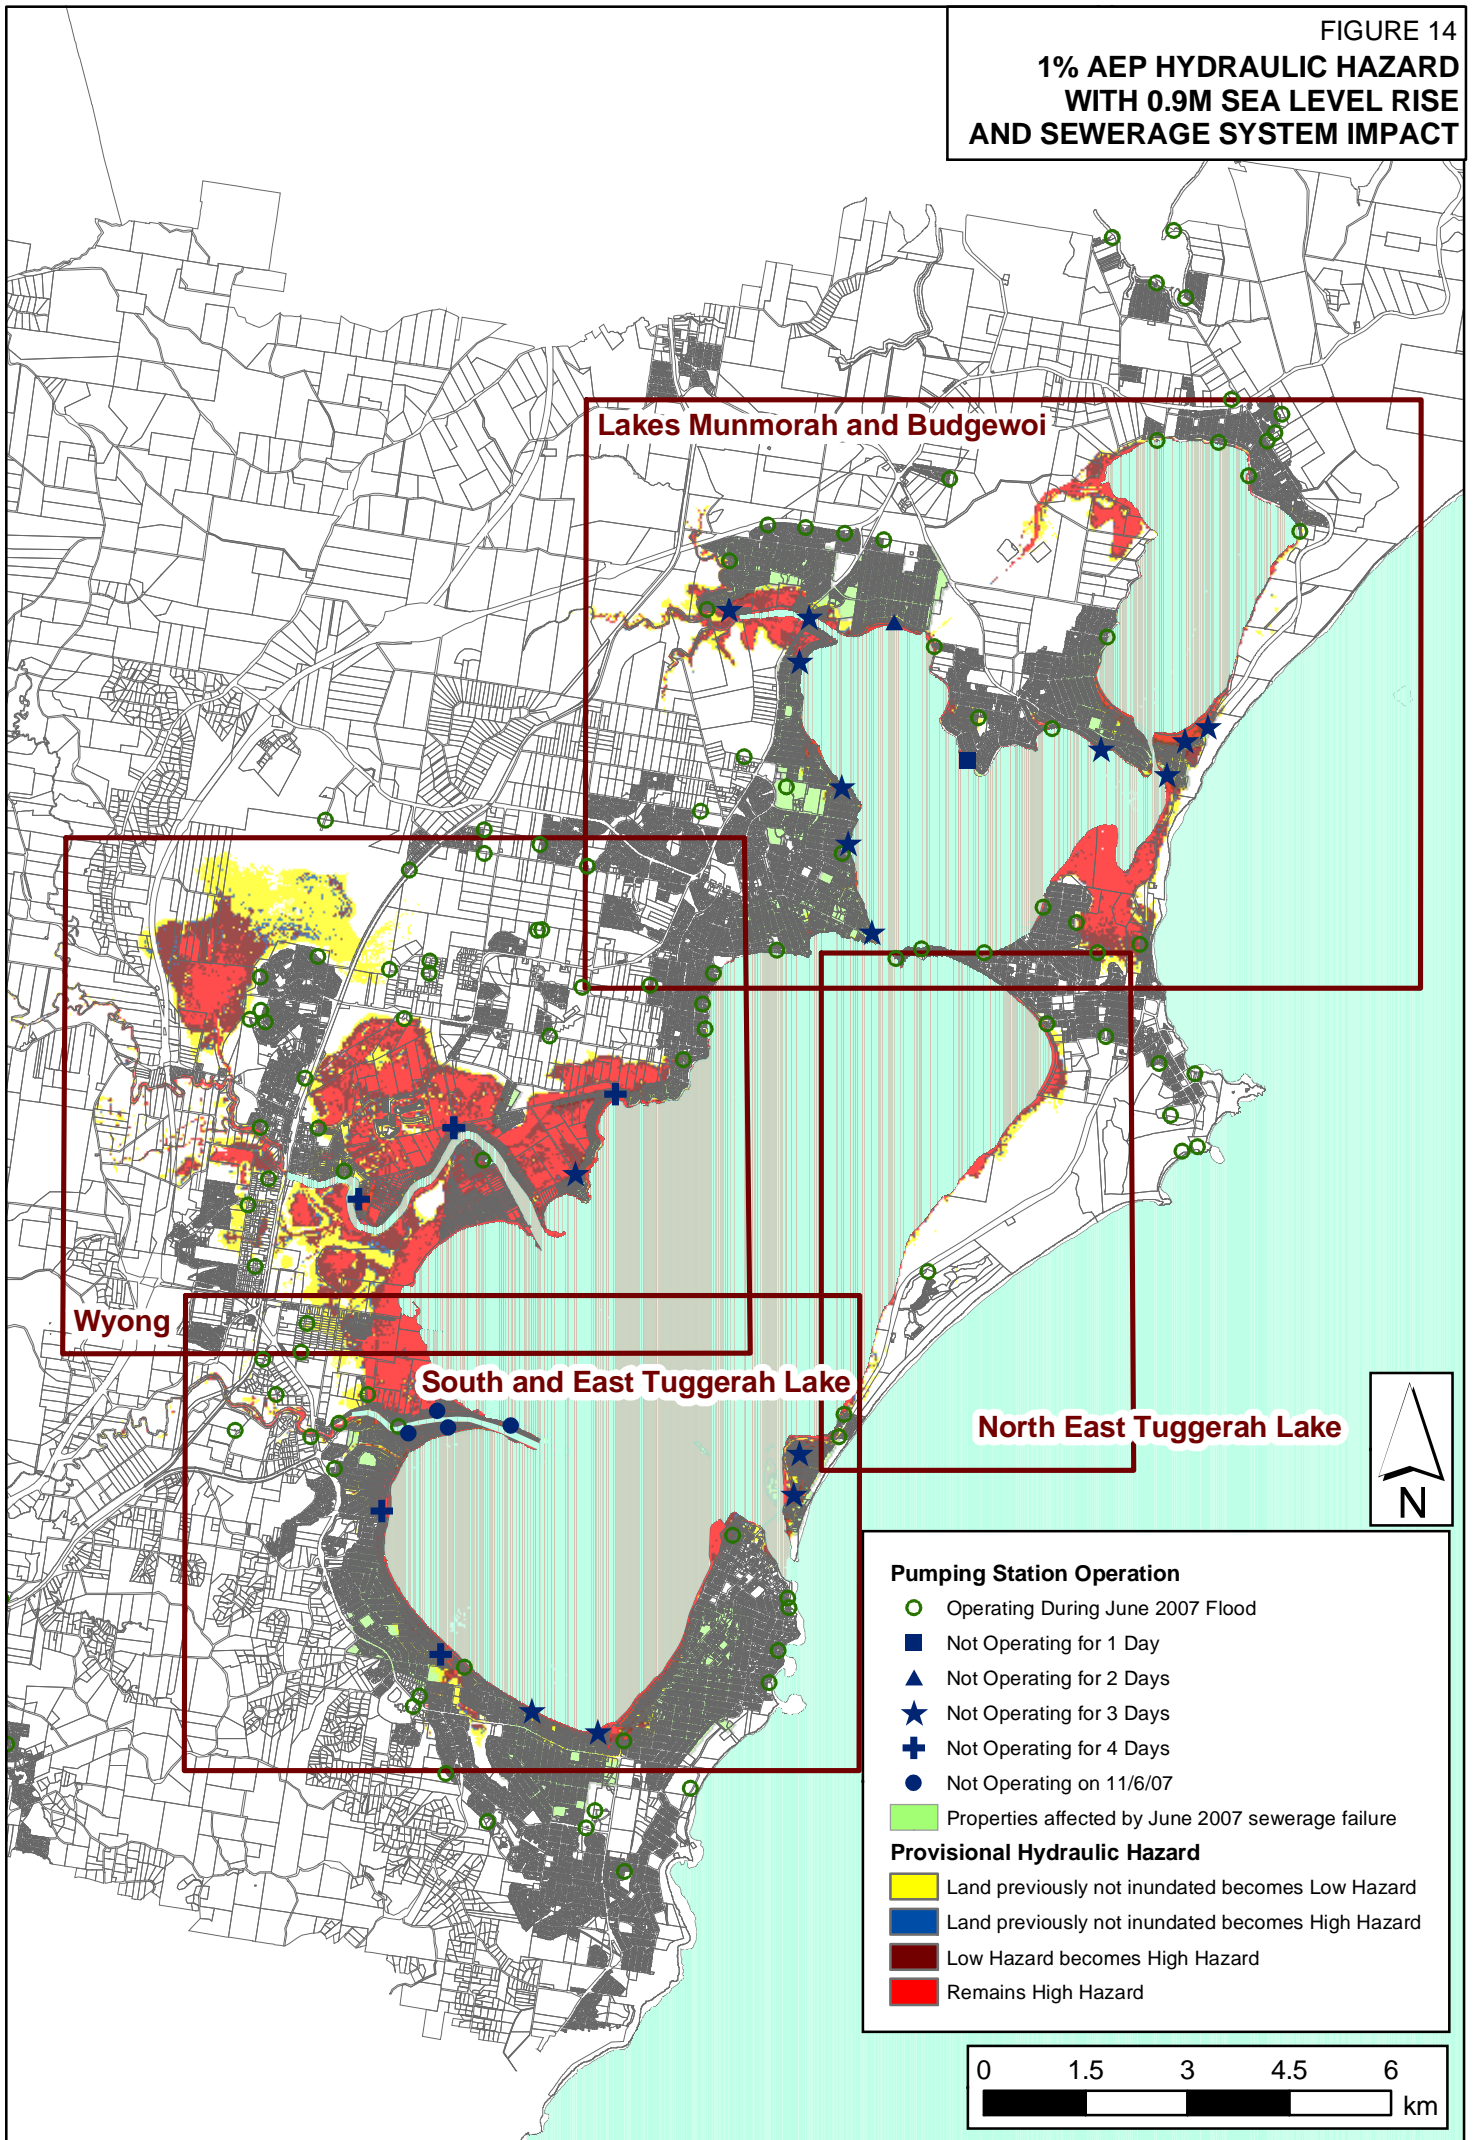 FIGURE 14
1% AEP HYDRAULIC HAZARD
WITH 0.9M SEA LEVEL RISE
AND SEWERAGE SYSTEM IMPACT
Lakes Munmorah and Budgewoi
Wyong
South and East Tuggerah Lake
North East Tuggerah Lake
N
Pumping Station Operation
Operating During June 2007 Flood
Not Operating for 1 Day
Not Operating for 2 Days
Not Operating for 3 Days
Not Operating for 4 Days
Not Operating on 11/6/07
Properties affected by June 2007 sewerage failure
Provisional Hydraulic Hazard
Land previously not inundated becomes Low Hazard
Land previously not inundated becomes High Hazard
Low Hazard becomes High Hazard
Remains High Hazard
0 1.5 3 4.5 6
km